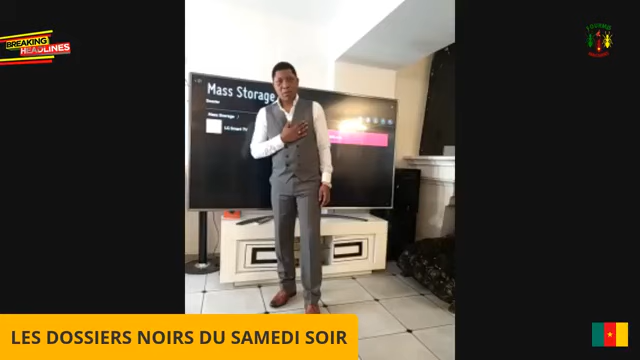 BREAKING
HEADLINES
Mass Storage
Mass Storage /
LG Smart TV
LES DOSSIERS NOIRS DU SAMEDI SOIR